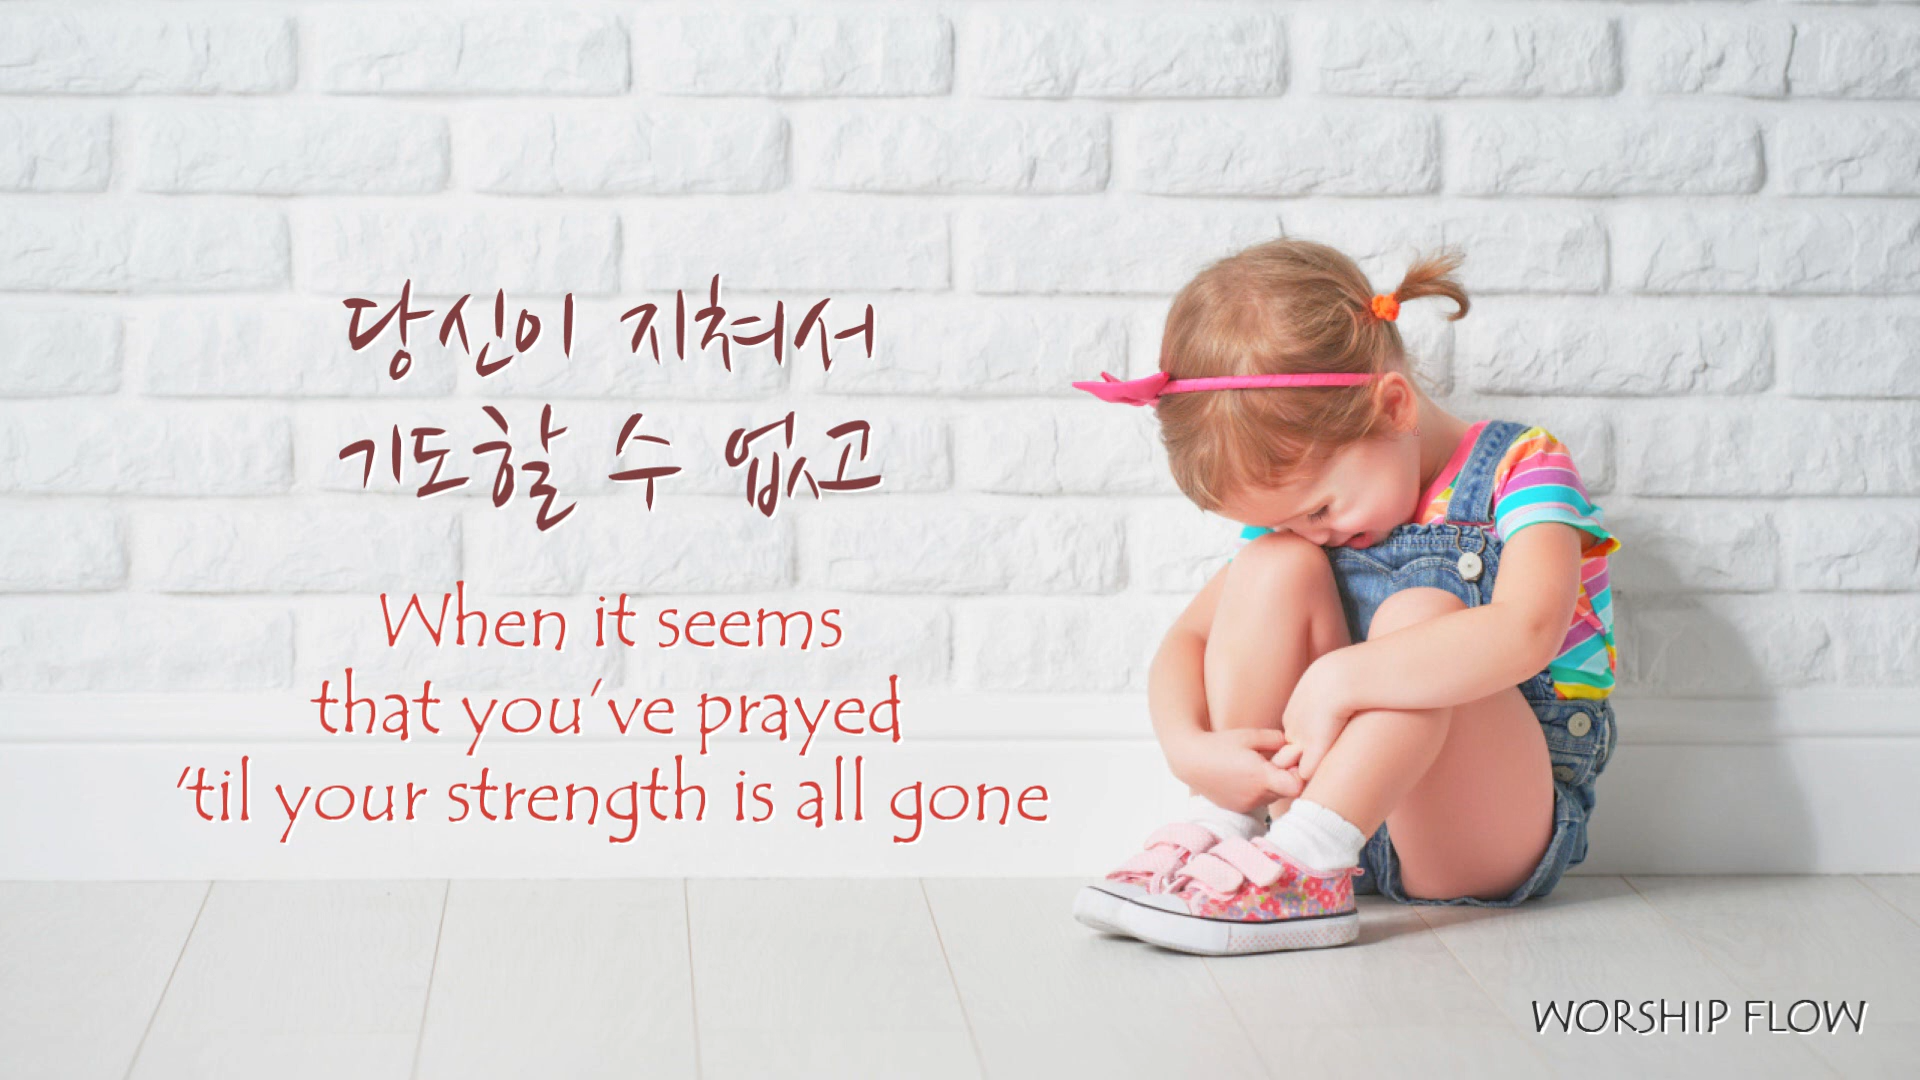 당신이 지쳐서
기도할 수 없고
When it seems
that you've prayed
'til your strength is all gone
WORSHIP FLOW